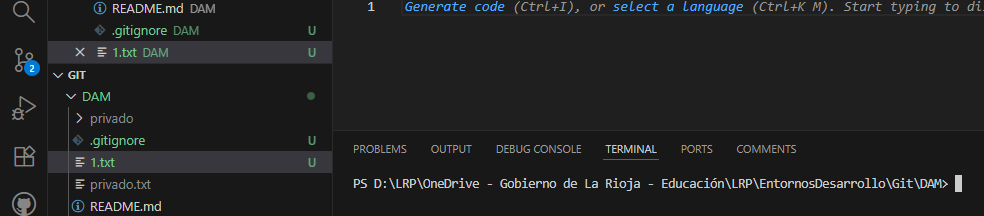 README.md DAM
.gitignore DAM U
1.txt DAM U
2
GIT
DAM
privado
.gitignore U
1.txt U
privado.txt
README.md
1 Generate code (Ctrl+I), or select a language (Ctrl+K M). Start typing to di
PROBLEMS OUTPUT DEBUG CONSOLE TERMINAL PORTS COMMENTS
PS D:\LRP\OneDrive - Gobierno de La Rioja - Educación\LRP\EntornosDesarrollo\Git\DAM>